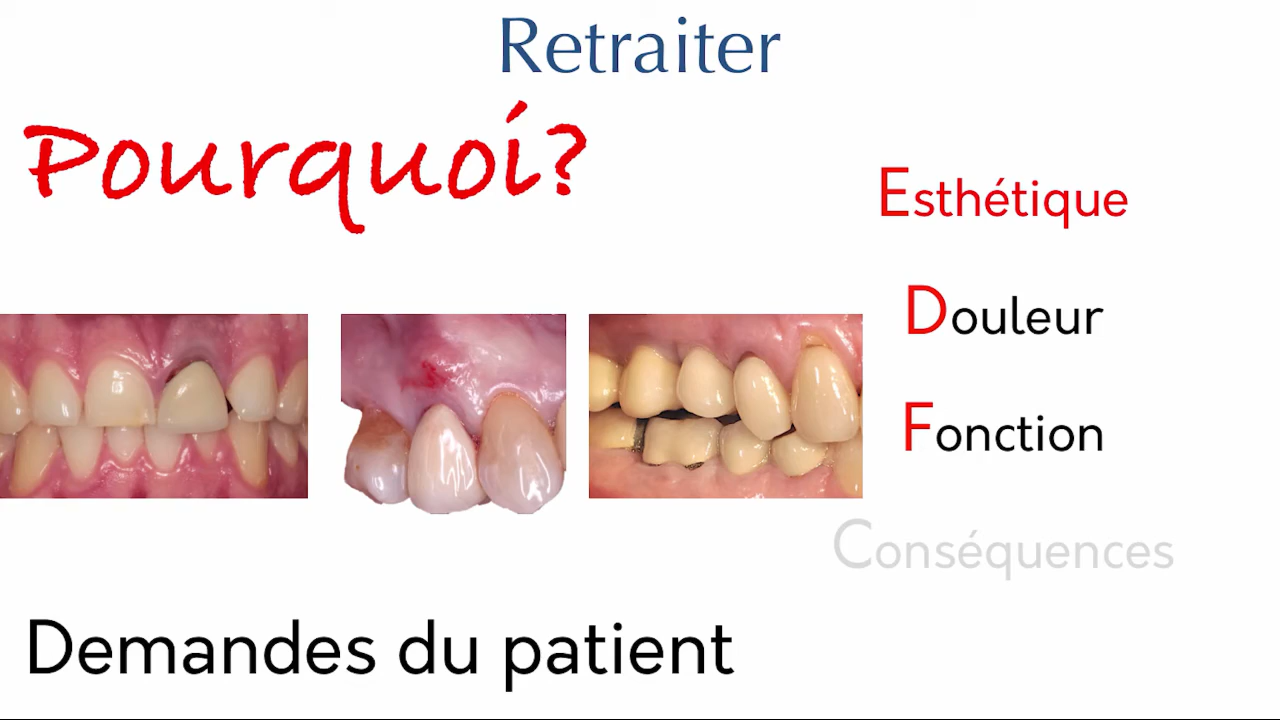 Retraiter
Pourquoi?
Esthétique
Douleur
Fonction
Conséquences
Demandes du patient